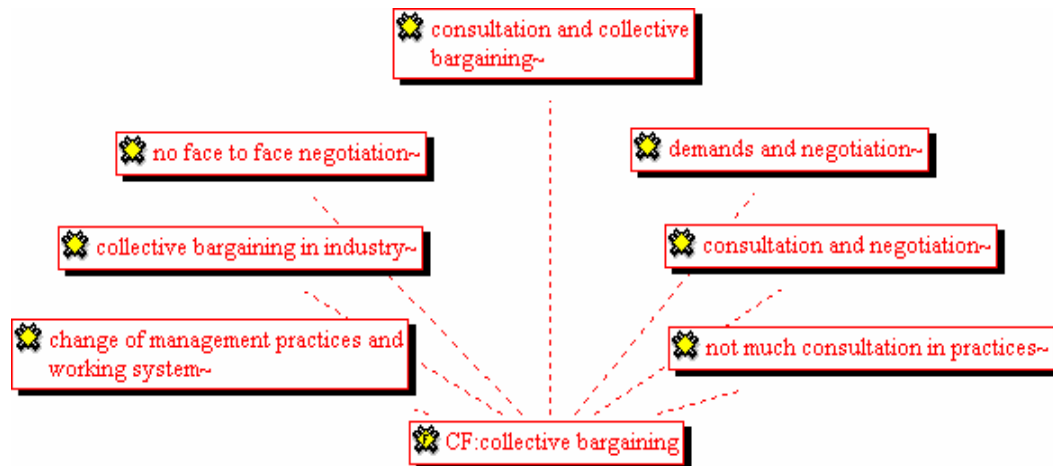 consultation and collective
bargaining~
no face to face negotiation~
demands and negotiation~
collective bargaining in industry~
consultation and negotiation~
change of management practices and
working system~
not much consultation in practices~
F
CF:collective bargaining